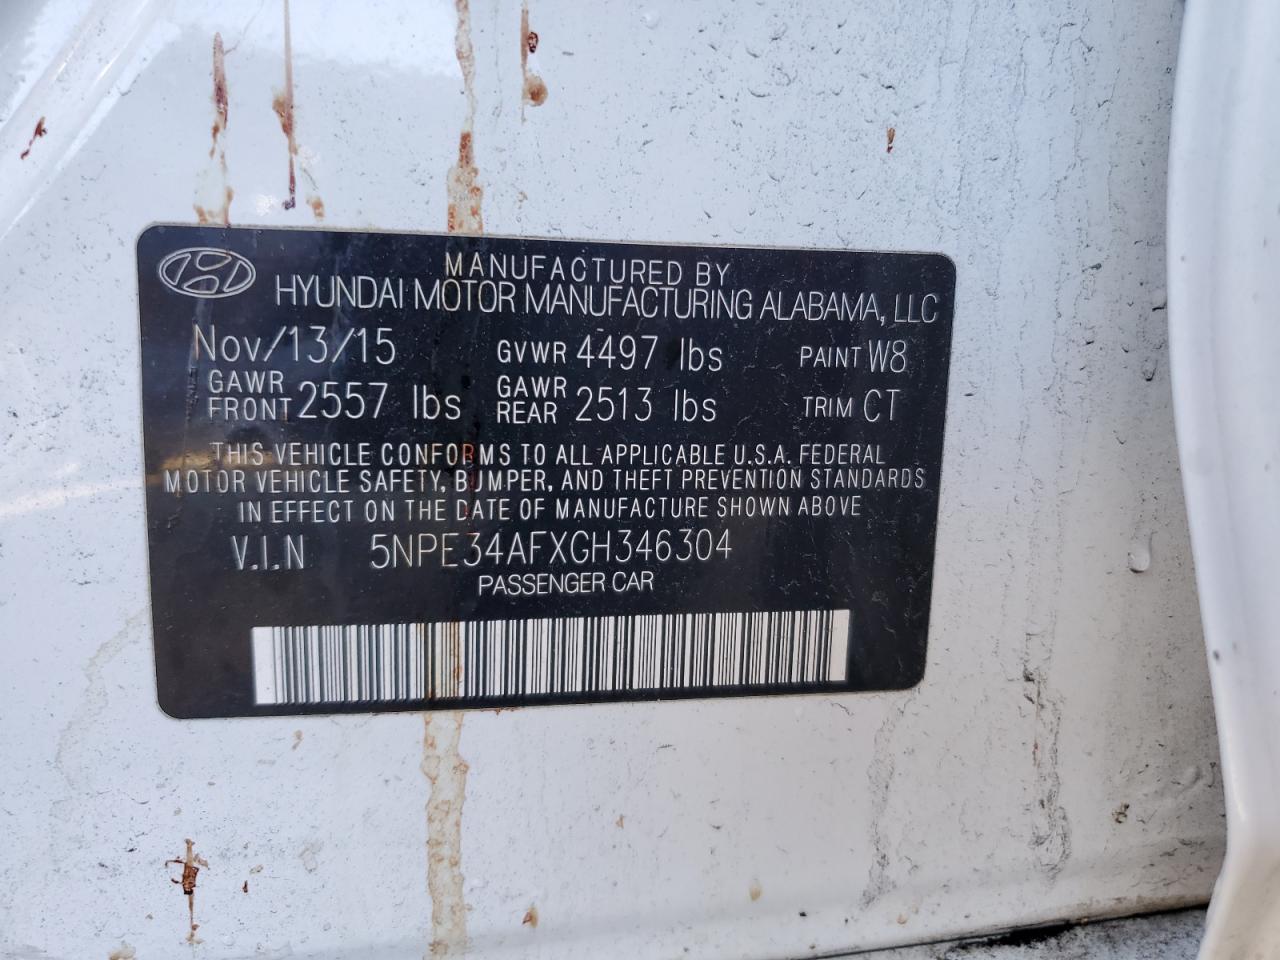 MANUFACTURED BY
HYUNDAI MOTOR MANUFACTURING ALABAMA, LLC
Nov/13/15 GVWR 4497 lbs PAINT W8
GAWR FRONT 2557 lbs GAWR REAR 2513 lbs TRIM CT
THIS VEHICLE CONFORMS TO ALL APPLICABLE U.S.A. FEDERAL
MOTOR VEHICLE SAFETY, BUMPER, AND THEFT PREVENTION STANDARDS
IN EFFECT ON THE DATE OF MANUFACTURE SHOWN ABOVE
V.I.N 5NPE34AFXGH346304
PASSENGER CAR